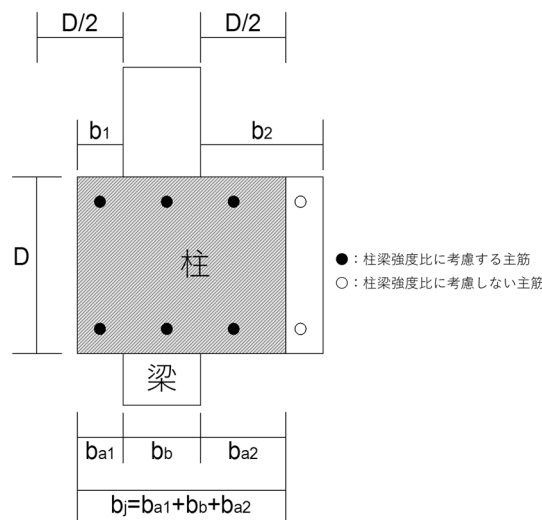 D/2 D/2
b1 b2
D
柱
●：柱梁強度比に考慮する主筋
○：柱梁強度比に考慮しない主筋
梁
ba1 bb ba2
bj=ba1+bb+ba2